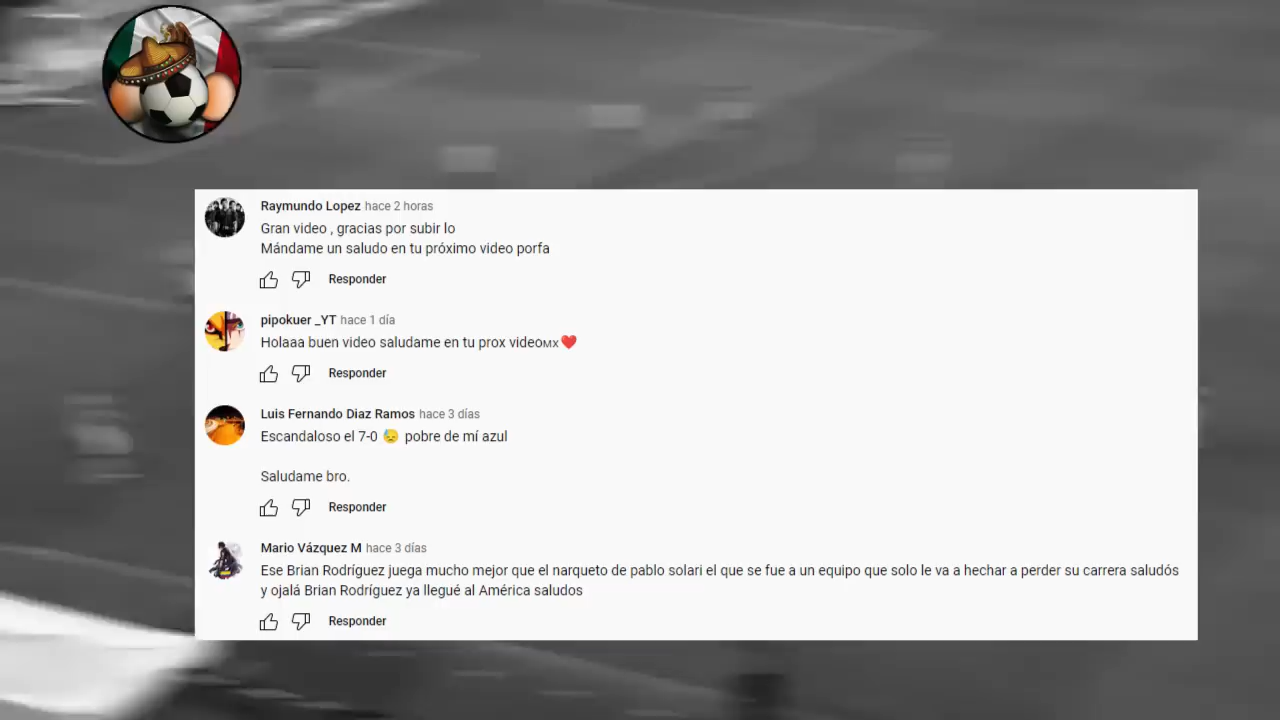 Raymundo Lopez hace 2 horas
Gran video , gracias por subir lo
Mándame un saludo en tu próximo video porfa
Responder
pipokuer _YT hace 1 día
Holaaa buen video saludame en tu prox videoMX❤️
Responder
Luis Fernando Diaz Ramos hace 3 días
Escandaloso el 7-0 😓 pobre de mí azul
Saludame bro.
Responder
Mario Vázquez M hace 3 días
Ese Brian Rodríguez juega mucho mejor que el narqueto de pablo solari el que se fue a un equipo que solo le va a hechar a perder su carrera saludós
y ojalá Brian Rodríguez ya llegué al América saludos
Responder